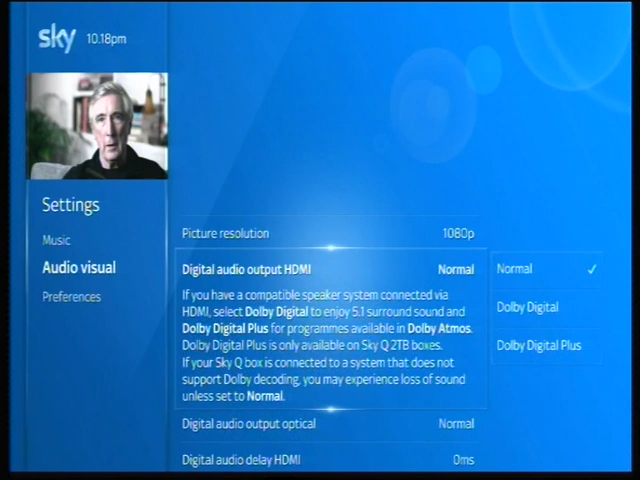 sky 10.18pm
Settings
Music
Audio visual
Preferences
Picture resolution 1080p
Digital audio output HDMI Normal
If you have a compatible speaker system connected via
HDMI, select Dolby Digital to enjoy 5.1 surround sound and
Dolby Digital Plus for programmes available in Dolby Atmos.
Dolby Digital Plus is only available on Sky Q 2TB boxes.
If your Sky Q box is connected to a system that does not
support Dolby decoding, you may experience loss of sound
unless set to Normal.
Normal ✓
Dolby Digital
Dolby Digital Plus
Digital audio output optical Normal
Digital audio delay HDMI 0ms